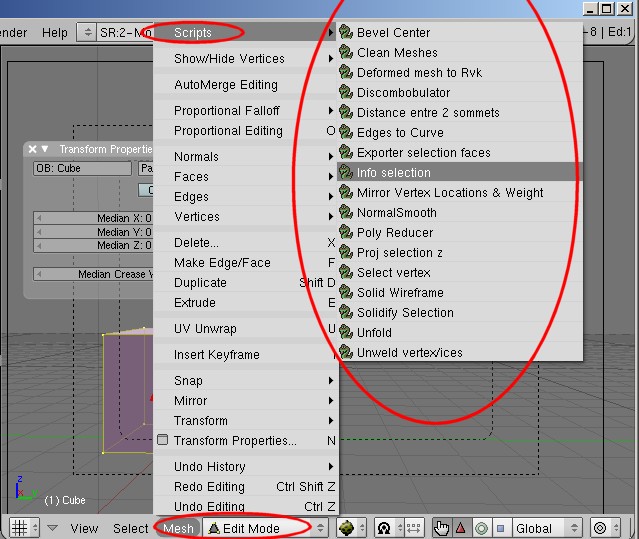 nder Help SR:2-Mo
-8 | Ed:1
Scripts
Show/Hide Vertices
AutoMerge Editing
Proportional Falloff
Proportional Editing O
Normals
Faces
Edges
Vertices
Delete... X
Make Edge/Face F
Duplicate Shift D
Extrude E
UV Unwrap U
Insert Keyframe I
Snap
Mirror
Transform
Transform Properties... N
Undo History
Redo Editing Ctrl Shift Z
Undo Editing Ctrl Z
Bevel Center
Clean Meshes
Deformed mesh to Rvk
Discombobulator
Distance entre 2 sommets
Edges to Curve
Exporter selection faces
Info selection
Mirror Vertex Locations & Weight
NormalSmooth
Poly Reducer
Proj selection z
Select vertex
Solid Wireframe
Solidify Selection
Unfold
Unweld vertex/ices
Transform Propertie
OB: Cube Pa
Median X: 0
Median Y: 0
Median Z: 0
Median Crease W
z
x
(1) Cube
View Select Mesh Edit Mode Global